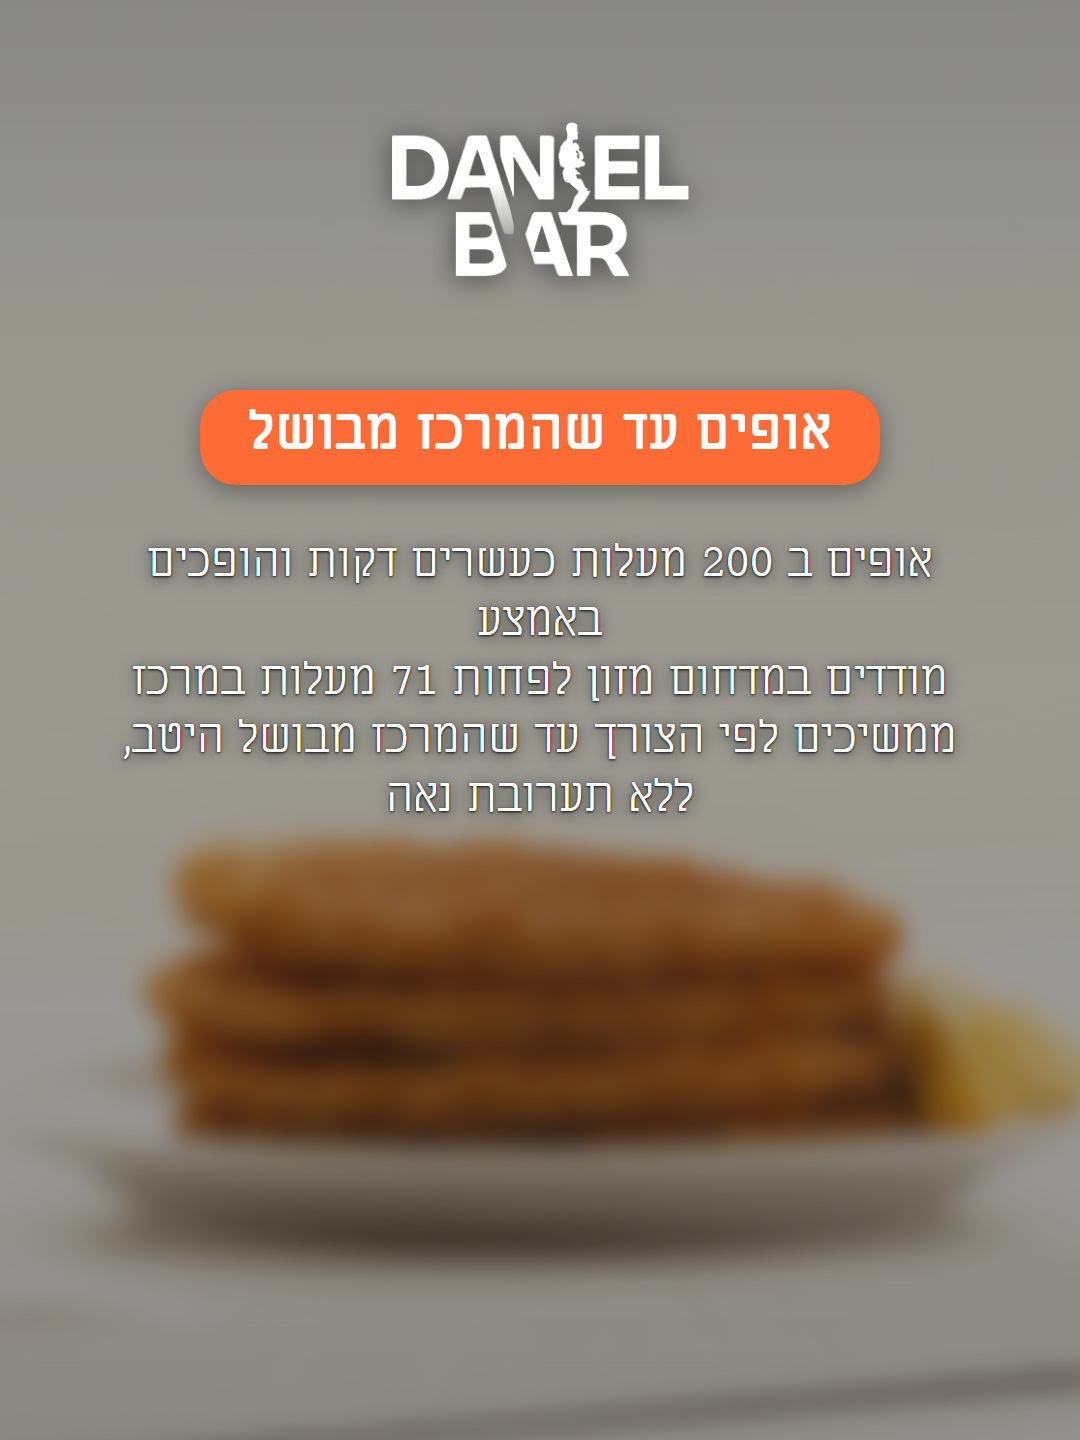 DANIEL
BAR
אופים עד שהמרכז מבושל
אופים ב 200 מעלות כעשרים דקות והופכים
באמצע
מודדים במדחום מזון לפחות 71 מעלות במרכז
ממשיכים לפי הצורך עד שהמרכז מבושל היטב,
ללא תערובת נאה